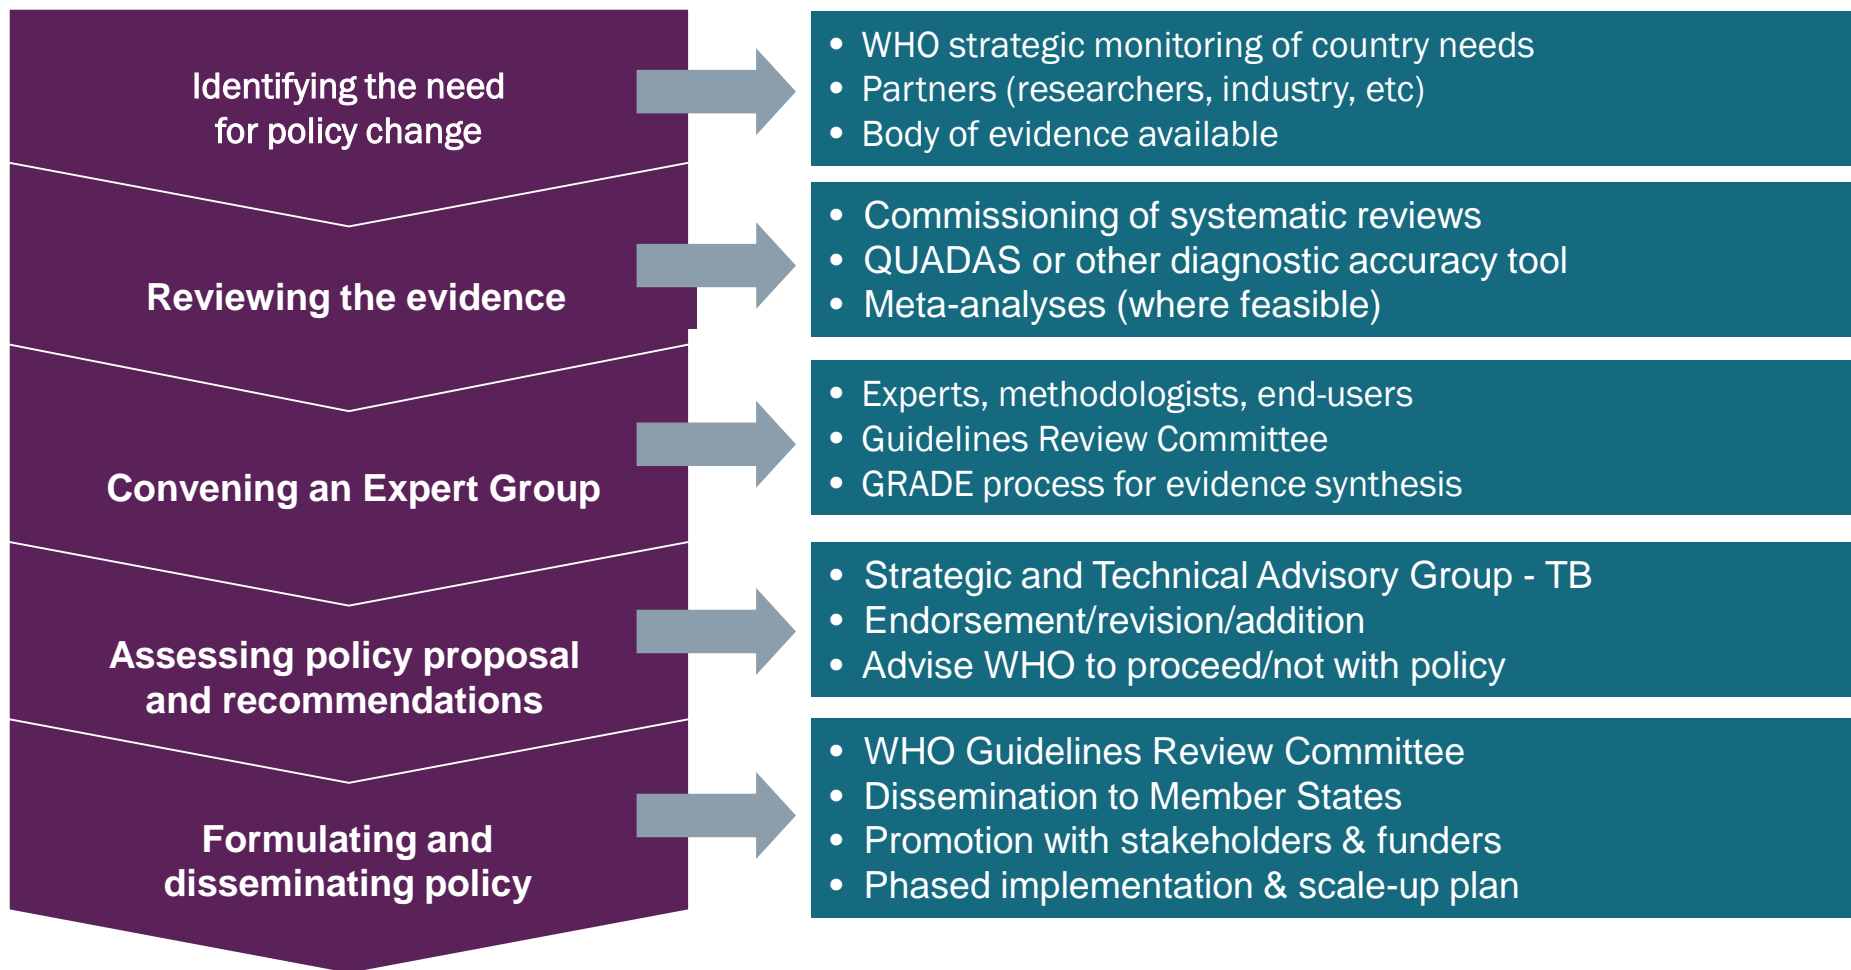 Identifying the need
for policy change
• WHO strategic monitoring of country needs
• Partners (researchers, industry, etc)
• Body of evidence available
Reviewing the evidence
• Commissioning of systematic reviews
• QUADAS or other diagnostic accuracy tool
• Meta-analyses (where feasible)
Convening an Expert Group
• Experts, methodologists, end-users
• Guidelines Review Committee
• GRADE process for evidence synthesis
Assessing policy proposal
and recommendations
• Strategic and Technical Advisory Group - TB
• Endorsement/revision/addition
• Advise WHO to proceed/not with policy
Formulating and
disseminating policy
• WHO Guidelines Review Committee
• Dissemination to Member States
• Promotion with stakeholders & funders
• Phased implementation & scale-up plan